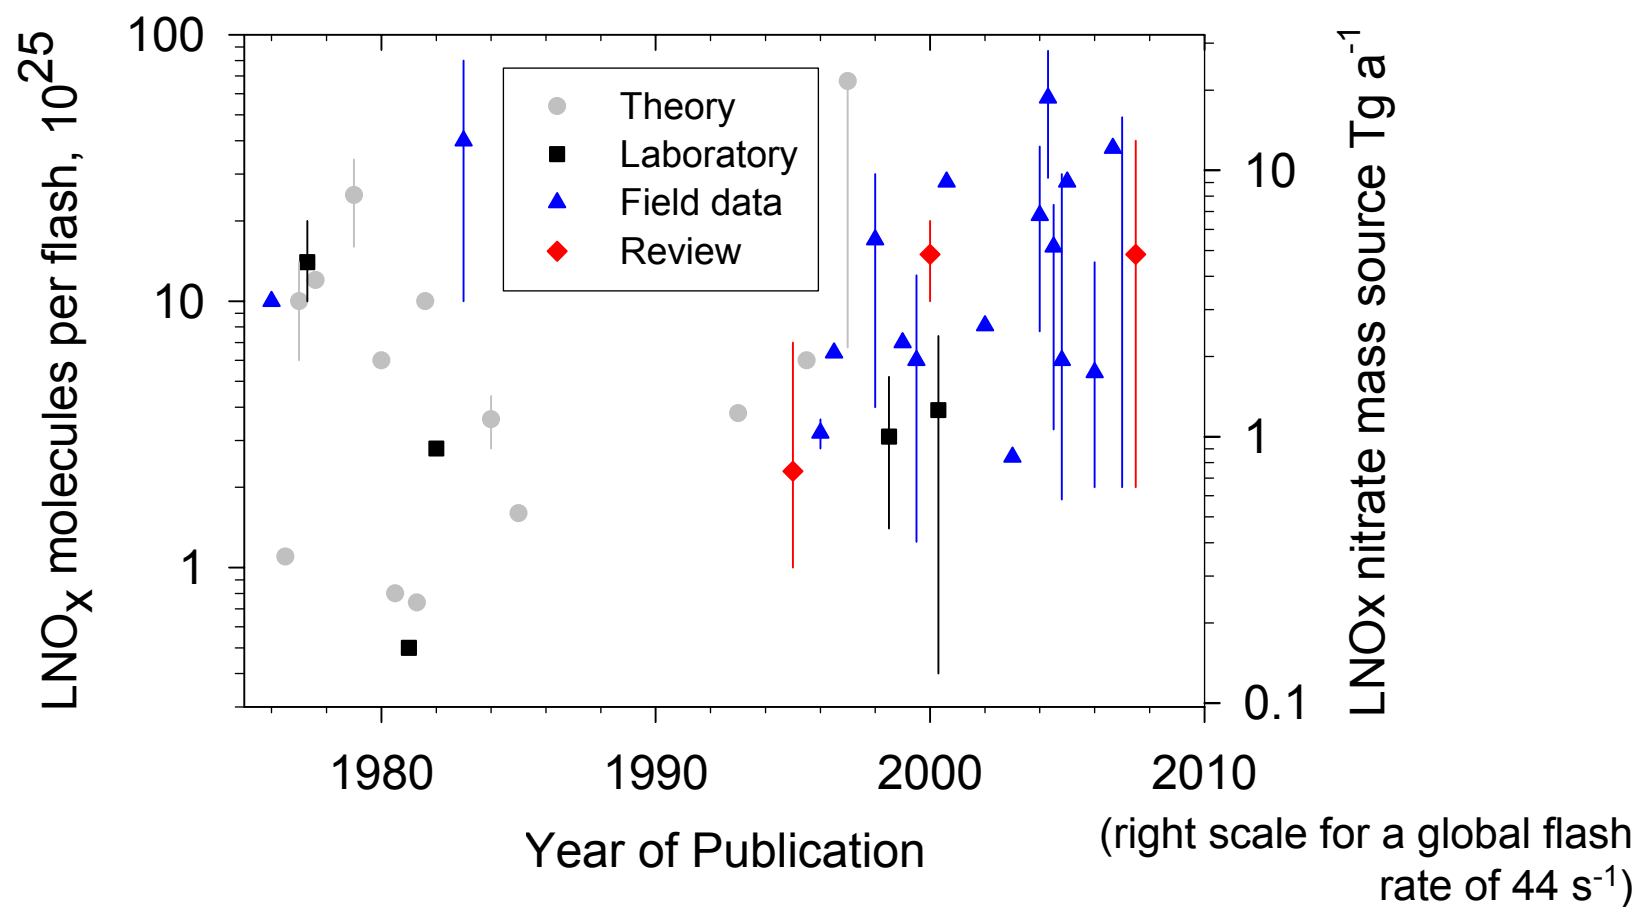 LNOx molecules per flash, 10^25
100
10
1
Theory
Laboratory
Field data
Review
10
1
0.1
LNOx nitrate mass source Tg a^-1
1980 1990 2000 2010
Year of Publication
(right scale for a global flash
rate of 44 s^-1)